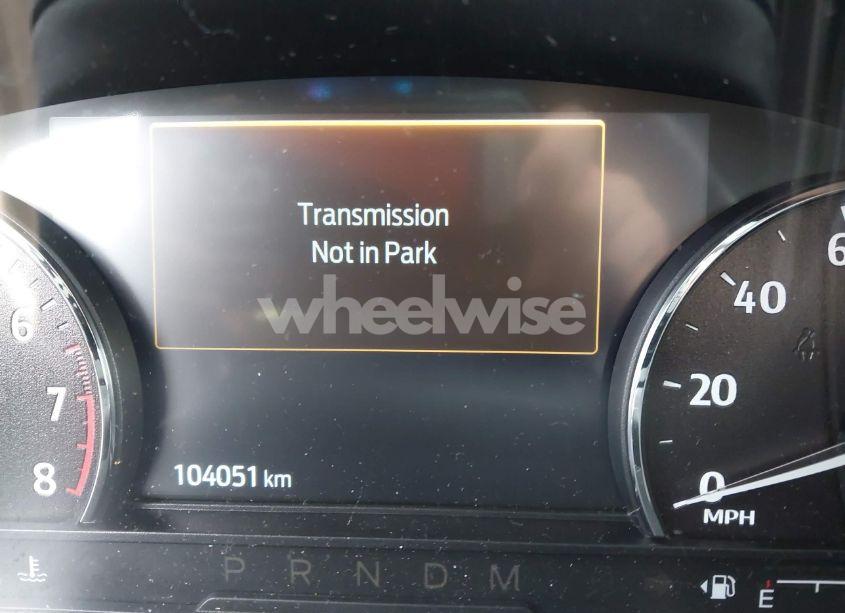 Transmission
Not in Park
wheelwise
6
7
8
104051 km
6
40
20
0
MPH
P R N D M
E